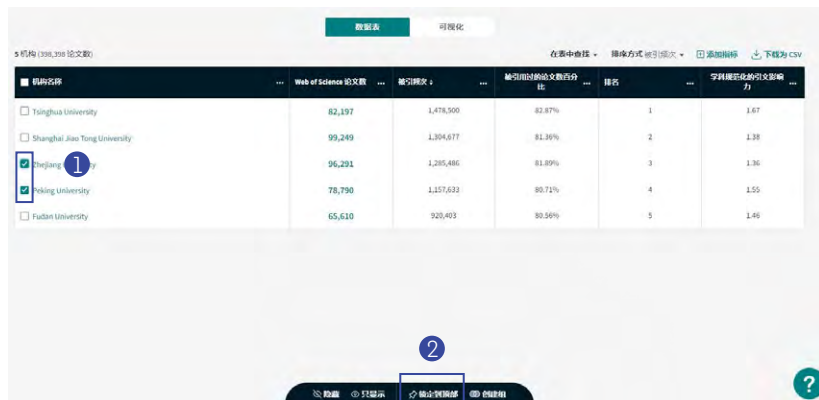 数据表 可视化
5 机构 (398,398 论文数) 在表中查找 排序方式 被引频次 添加指标 下载为 CSV
机构名称 ... Web of Science 论文数 ... 被引频次 ↓ ... 被引用过的论文数百分比 ... 排名 ... 学科规范化的引文影响力 ...
Tsinghua University 82,197 1,478,500 82.87% 1 1.67
Shanghai Jiao Tong University 99,249 1,304,677 81.36% 2 1.38
Zhejiang 1 y 96,291 1,285,486 81.89% 3 1.36
Peking University 78,790 1,157,633 80.71% 4 1.55
Fudan University 65,610 920,403 80.56% 5 1.46
2
隐藏 只显示 锁定到顶部 创建组
?